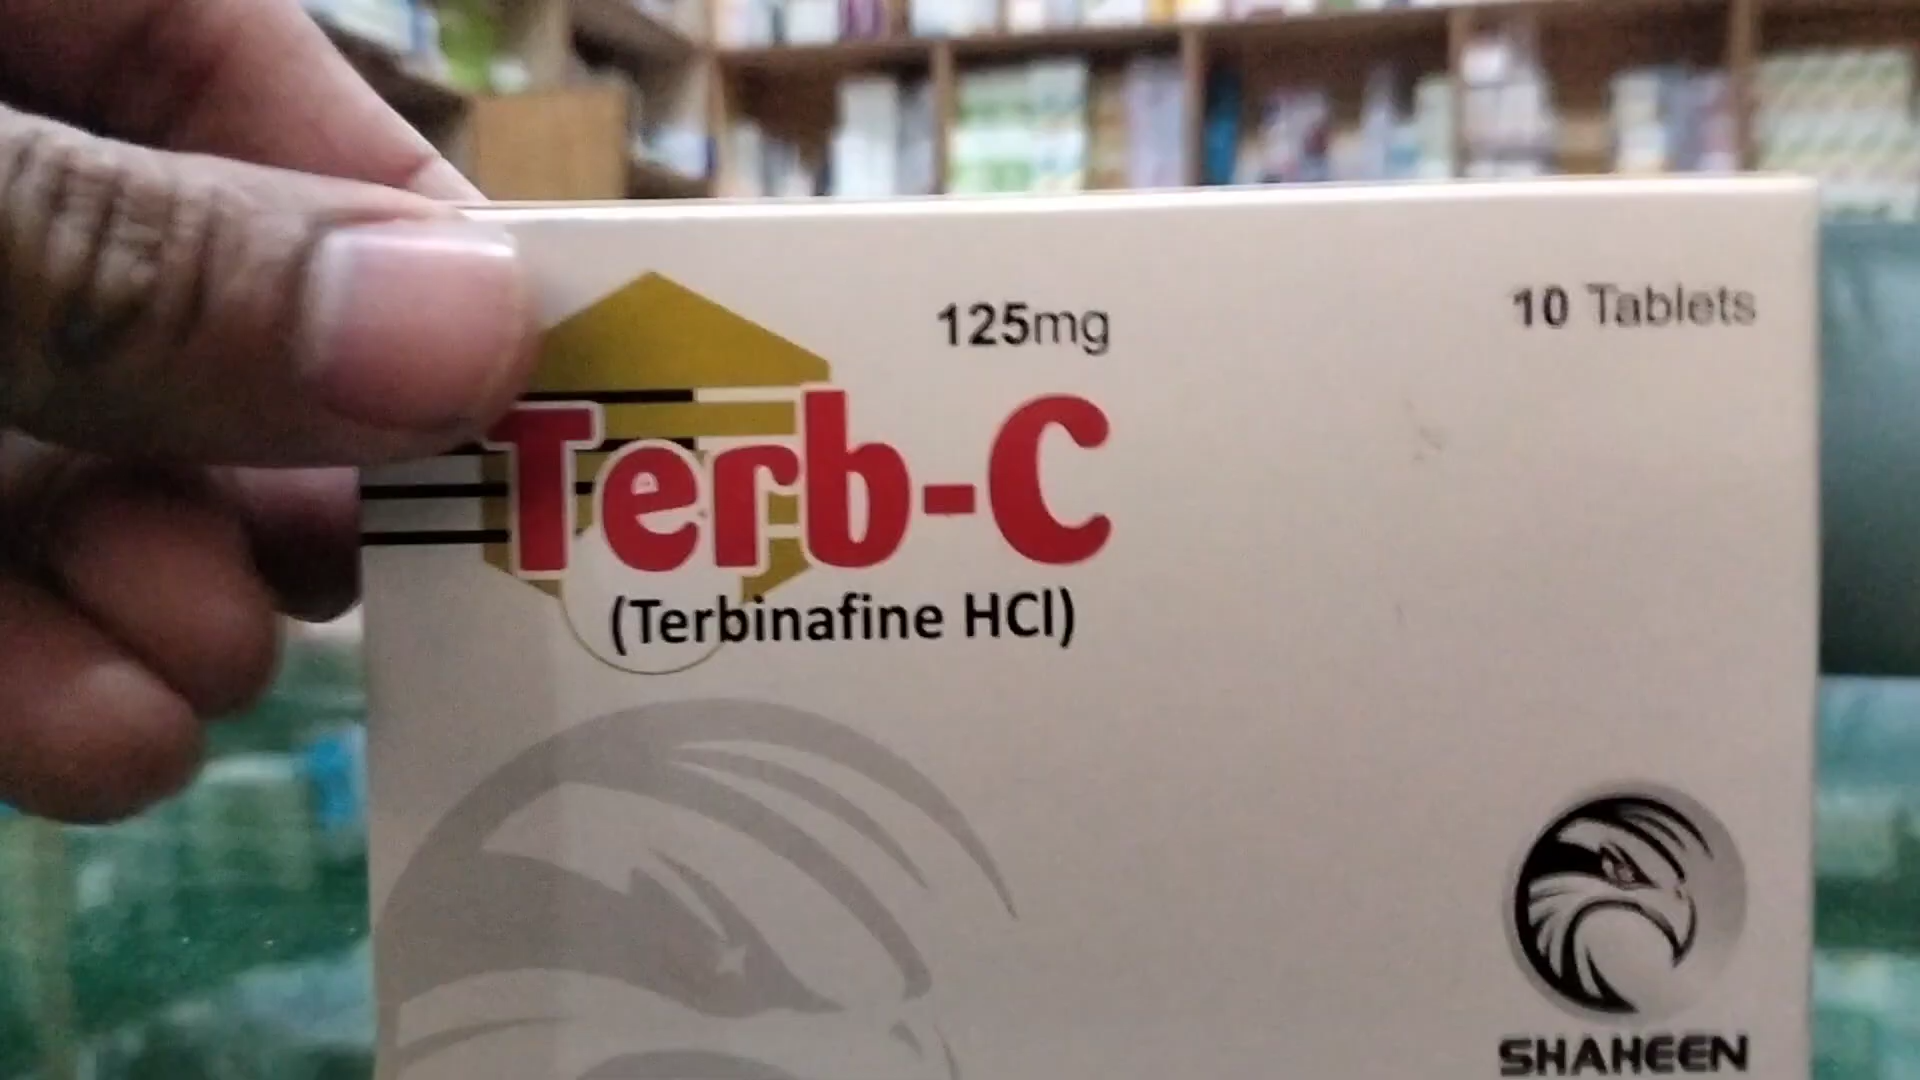 125mg
10 Tablets
Terb-C
(Terbinafine HCl)
SHAHEEN